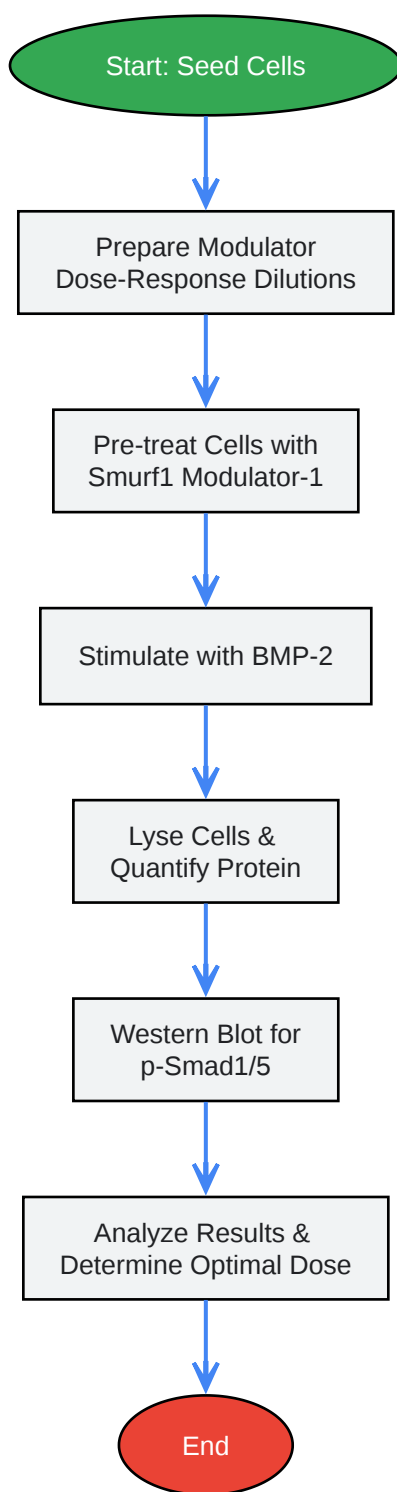 Start: Seed Cells
Prepare Modulator
Dose-Response Dilutions
Pre-treat Cells with
Smurf1 Modulator-1
Stimulate with BMP-2
Lyse Cells &
Quantify Protein
Western Blot for
p-Smad1/5
Analyze Results &
Determine Optimal Dose
End